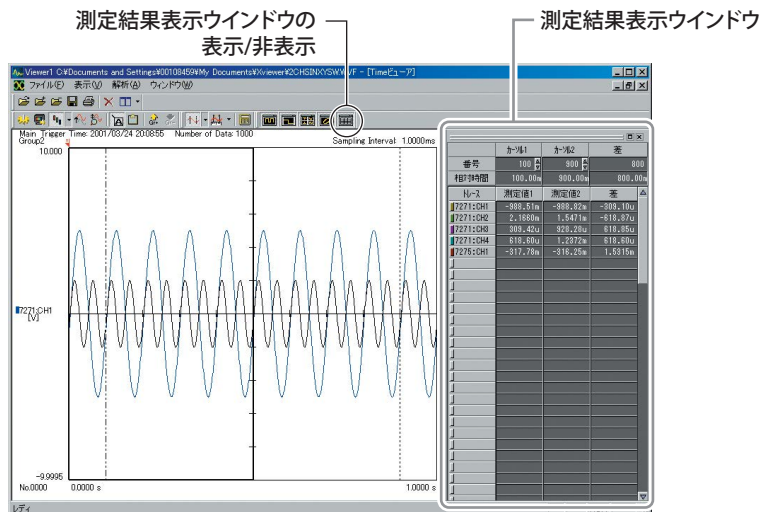 測定結果表示ウインドウの
表示/非表示
測定結果表示ウインドウ
Viewer1 C:¥Documents and Settings¥00108459¥My Documents¥Xviewer¥2CHSINXYSW.WVF - [Timeビューア]
ファイル(F) 表示(V) 解析(A) ウィンドウ(W)
Main Trigger Time: 2001/03/24 20:08:55 Number of Data: 1000
Group2 Sampling Interval: 1.0000ms
10.000
7271:CH1
[V]
-9.9995
No.0000 0.0000 s 1.0000 s
カーソル1 カーソル2 差
番号 100 900 800
相対時間 100.00m 900.00m 800.00m
トレース 測定値1 測定値2 差
7271:CH1 -988.51m -988.82m -309.10u
7271:CH2 2.1660m 1.5471m -618.87u
7271:CH3 309.42u 928.28u 618.85u
7271:CH4 618.60u 1.2372m 618.60u
7275:CH1 -317.78m -316.25m 1.5315m
レディ